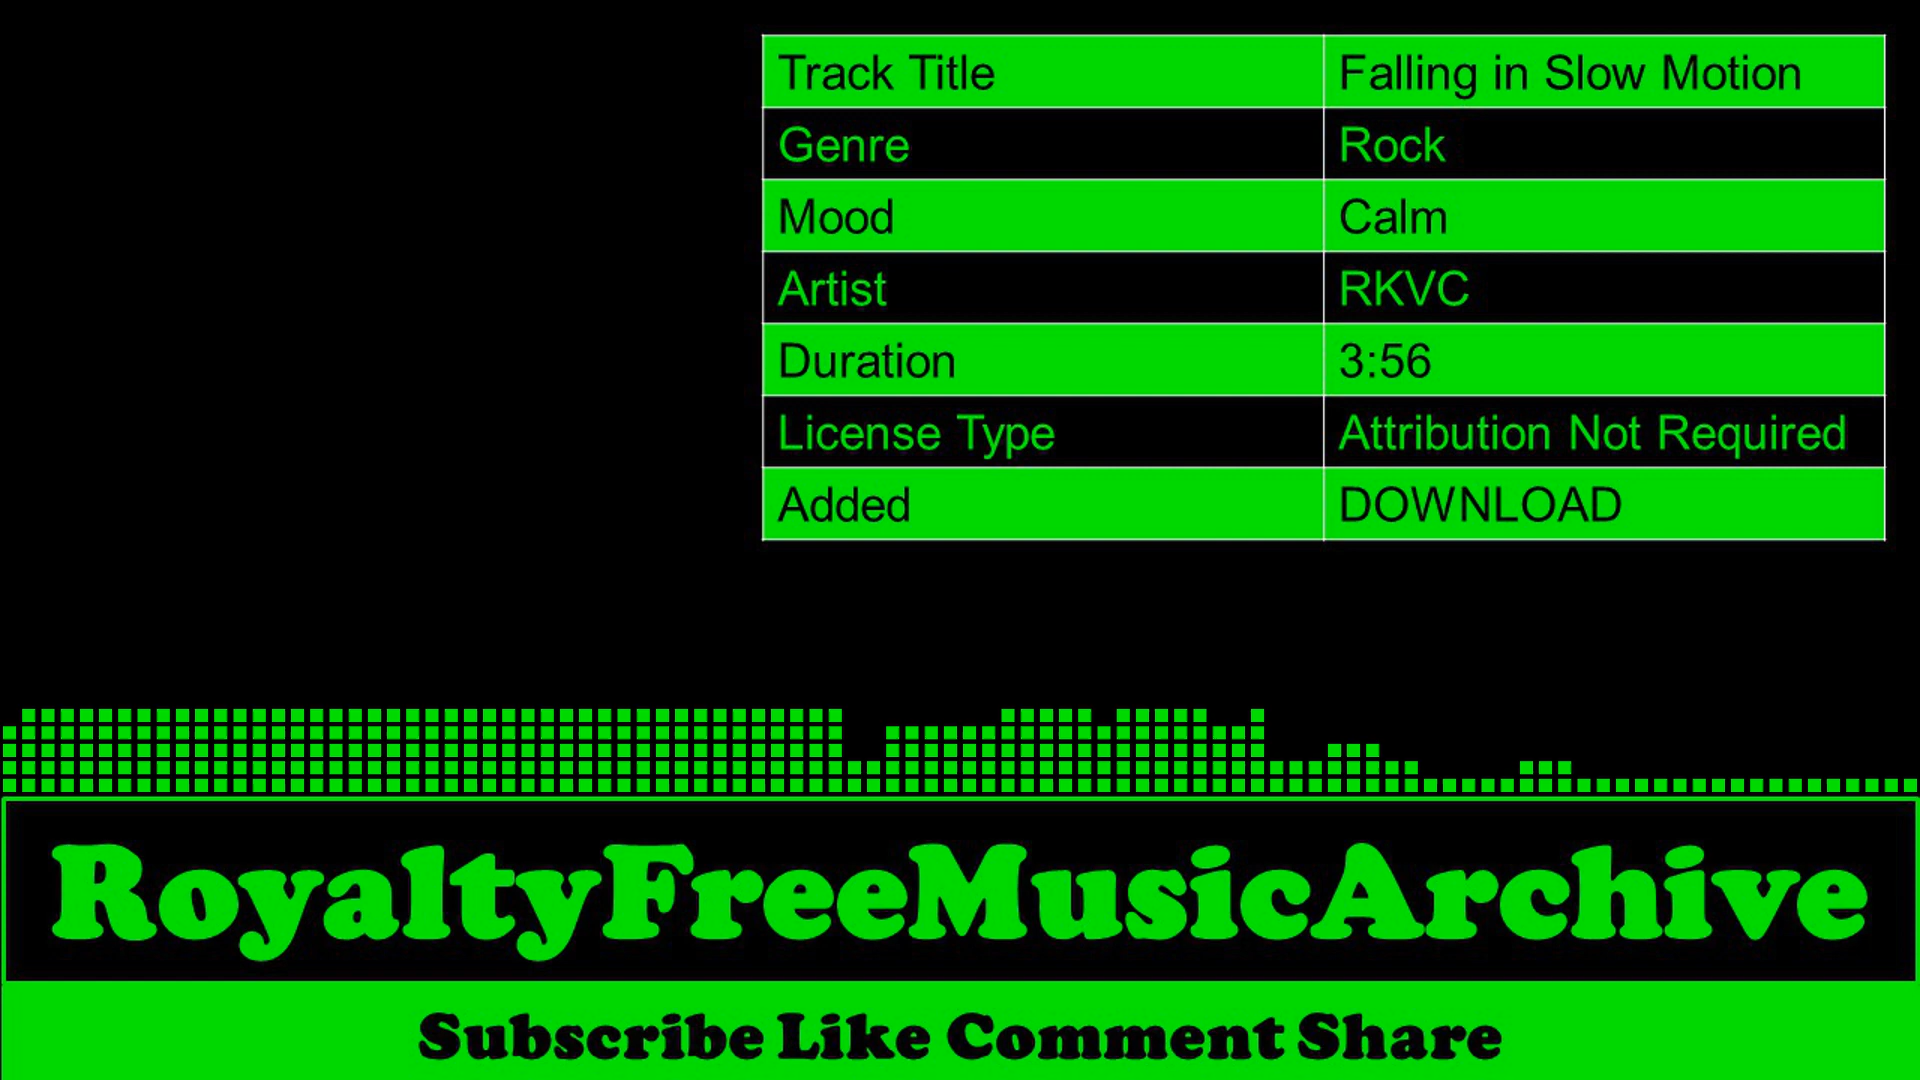 Track Title Falling in Slow Motion
Genre Rock
Mood Calm
Artist RKVC
Duration 3:56
License Type Attribution Not Required
Added DOWNLOAD
RoyaltyFreeMusicArchive
Subscribe Like Comment Share